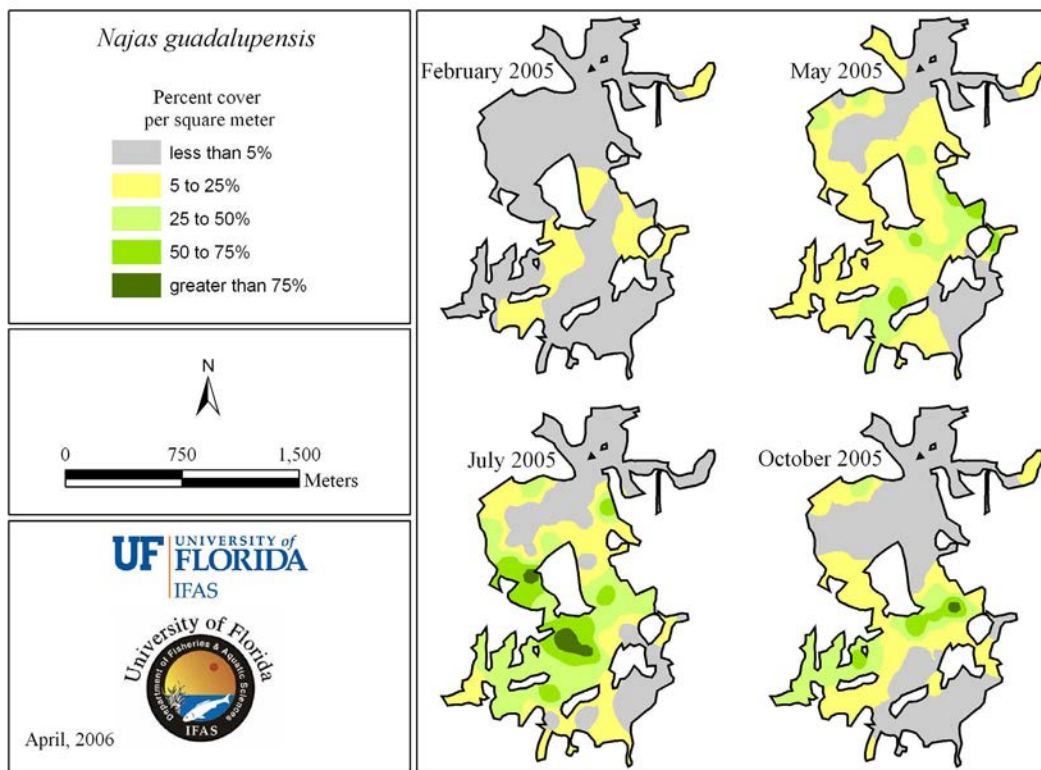 Najas guadalupensis
Percent cover
per square meter
less than 5%
5 to 25%
25 to 50%
50 to 75%
greater than 75%
N
0 750 1,500
Meters
UF UNIVERSITY of
FLORIDA
IFAS
University of Florida
Department of Fisheries & Aquatic Sciences
IFAS
April, 2006
February 2005
May 2005
July 2005
October 2005